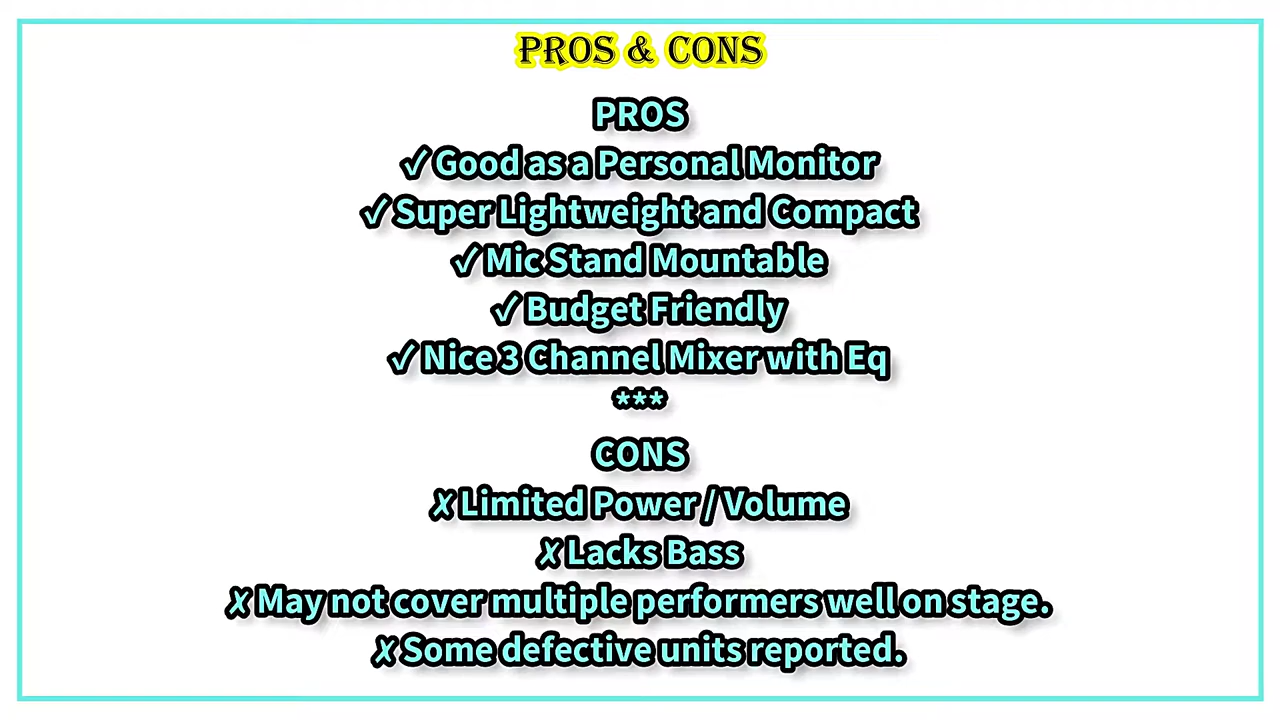 PROS & CONS
PROS
✓ Good as a Personal Monitor
✓ Super Lightweight and Compact
✓ Mic Stand Mountable
✓ Budget Friendly
✓ Nice 3 Channel Mixer with Eq
***
CONS
✗ Limited Power / Volume
✗ Lacks Bass
✗ May not cover multiple performers well on stage.
✗ Some defective units reported.